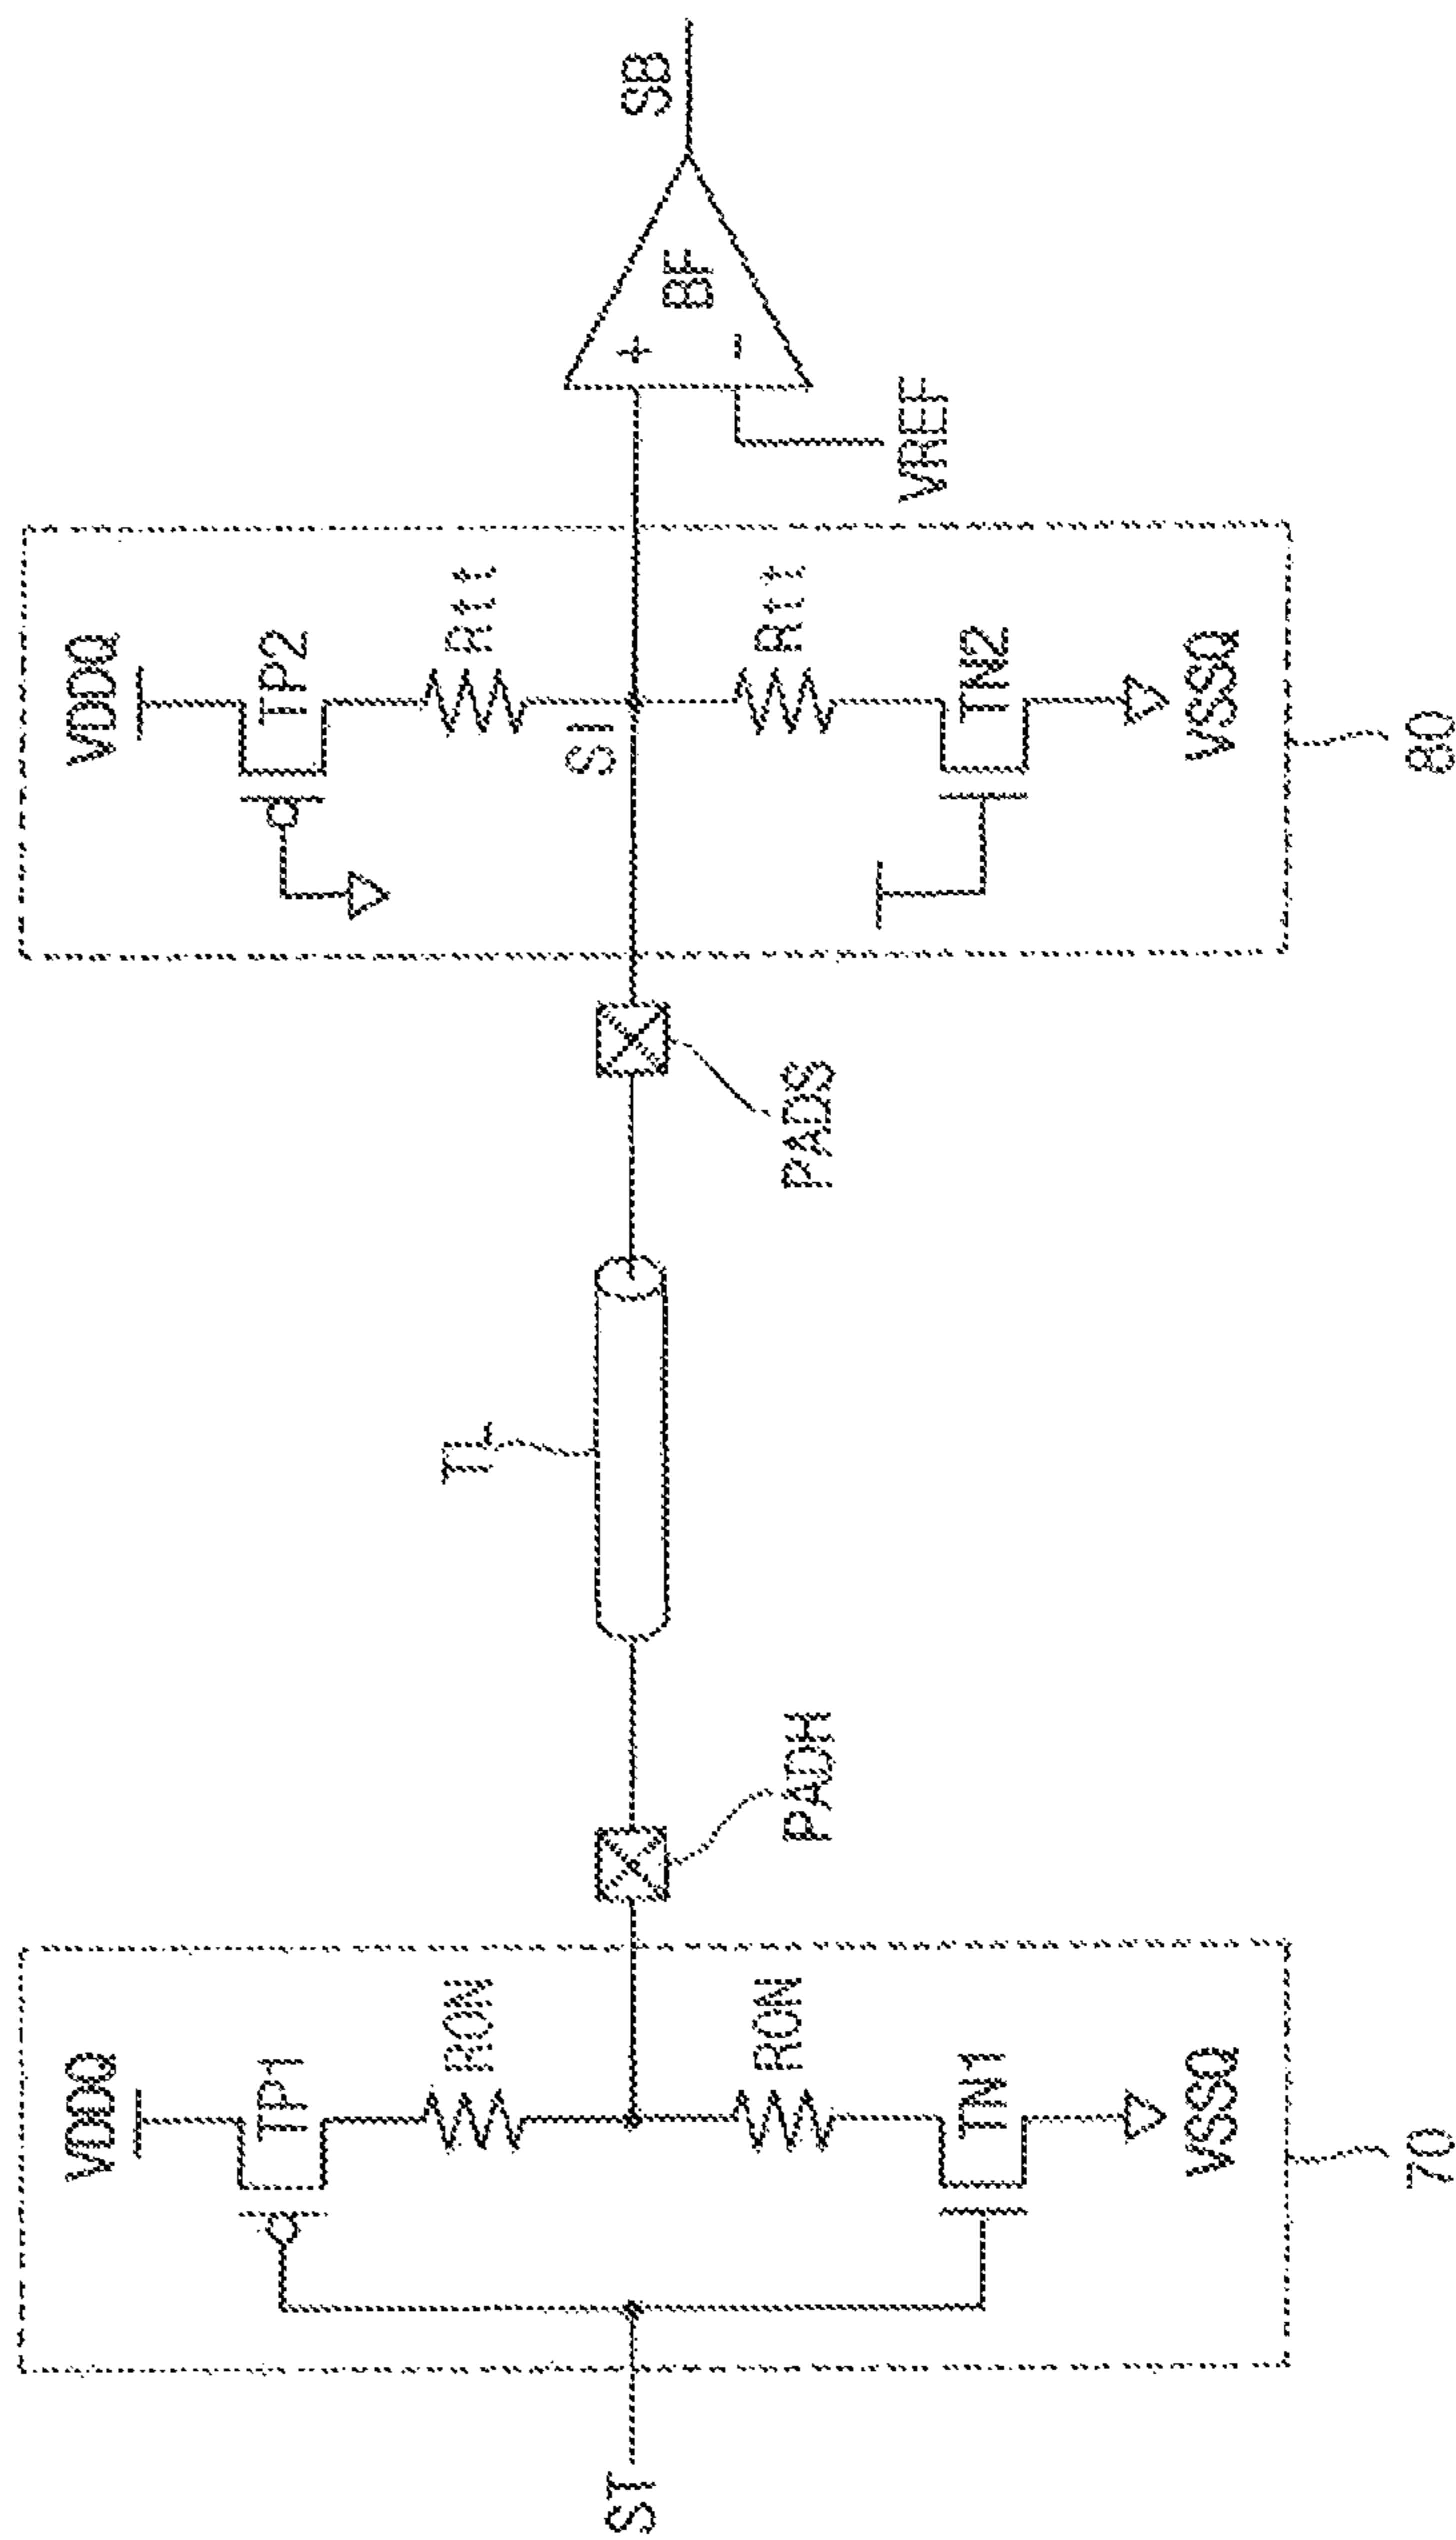 VDDQ
TP1
RON
RON
TN1
VSSQ
70
ST
PADH
TL
PADS
VDDQ
TP2
Rtt
SI
Rtt
TN2
VSSQ
80
+
BF
-
VREF
SB